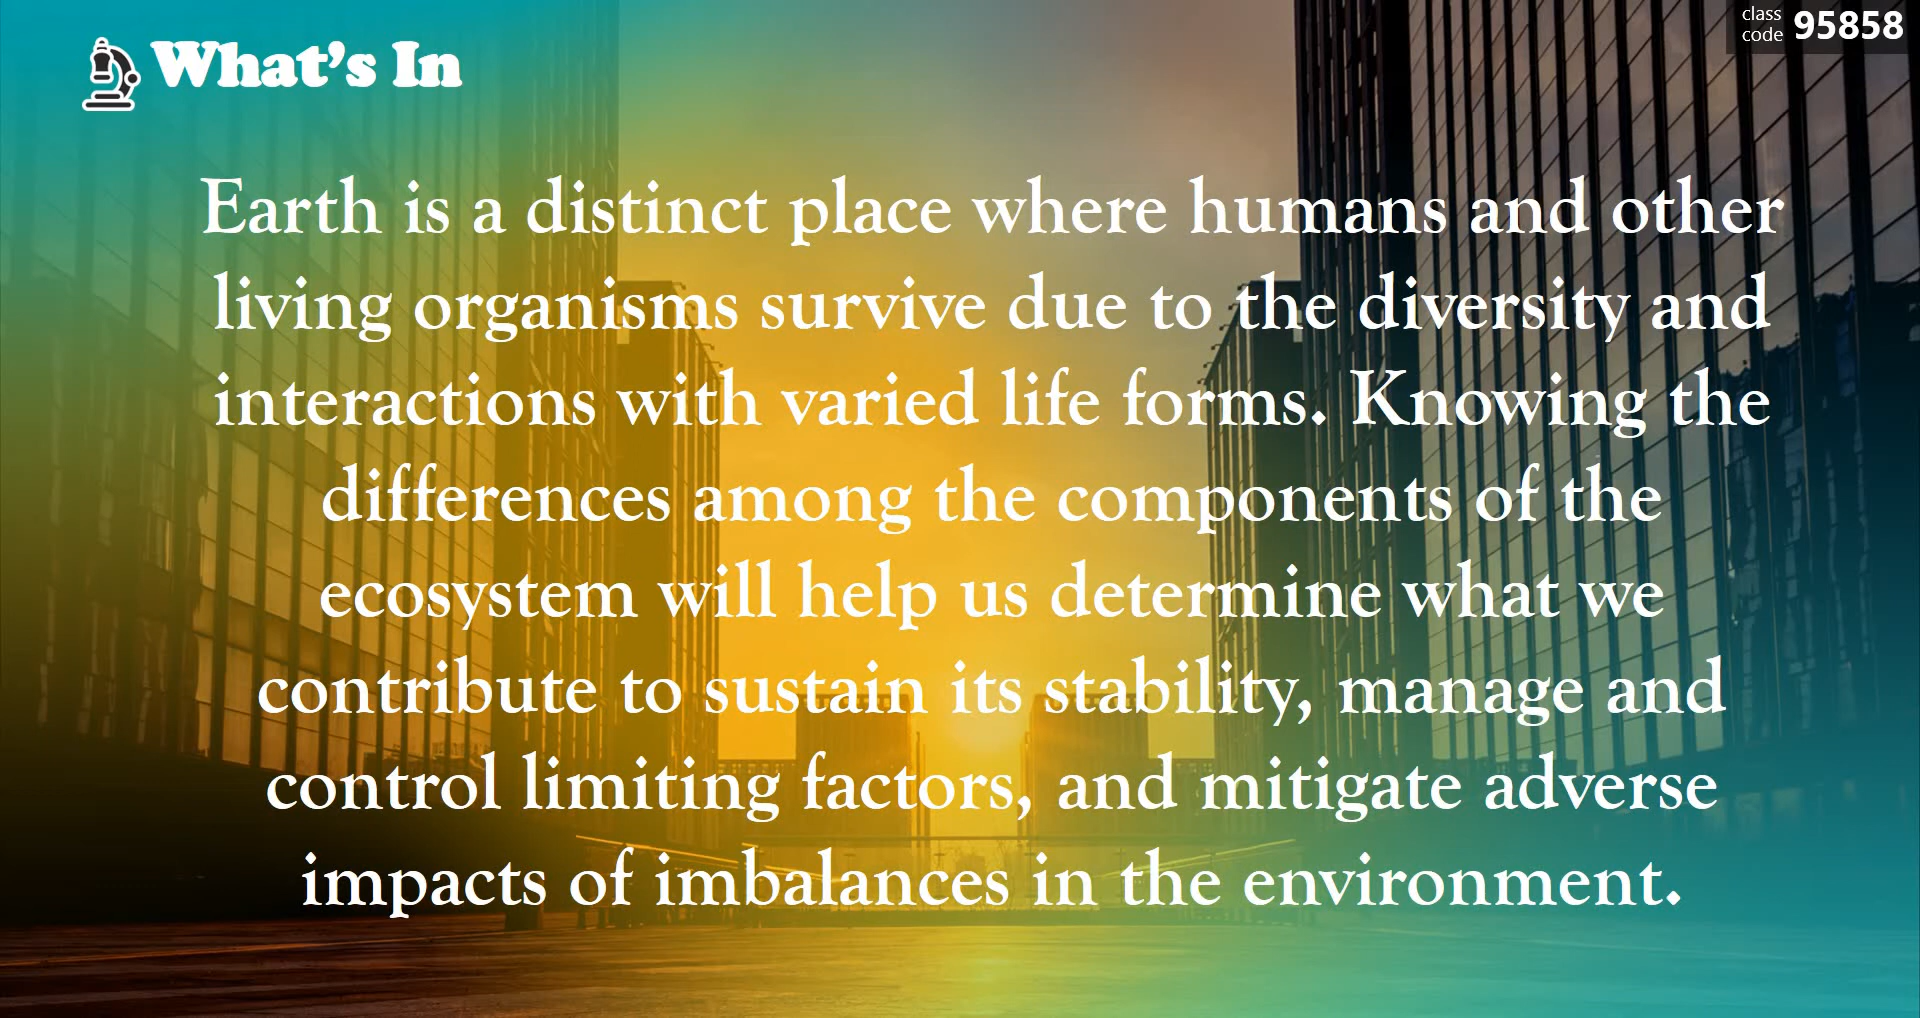 What's In
class
code 95858
Earth is a distinct place where humans and other
living organisms survive due to the diversity and
interactions with varied life forms. Knowing the
differences among the components of the
ecosystem will help us determine what we
contribute to sustain its stability, manage and
control limiting factors, and mitigate adverse
impacts of imbalances in the environment.